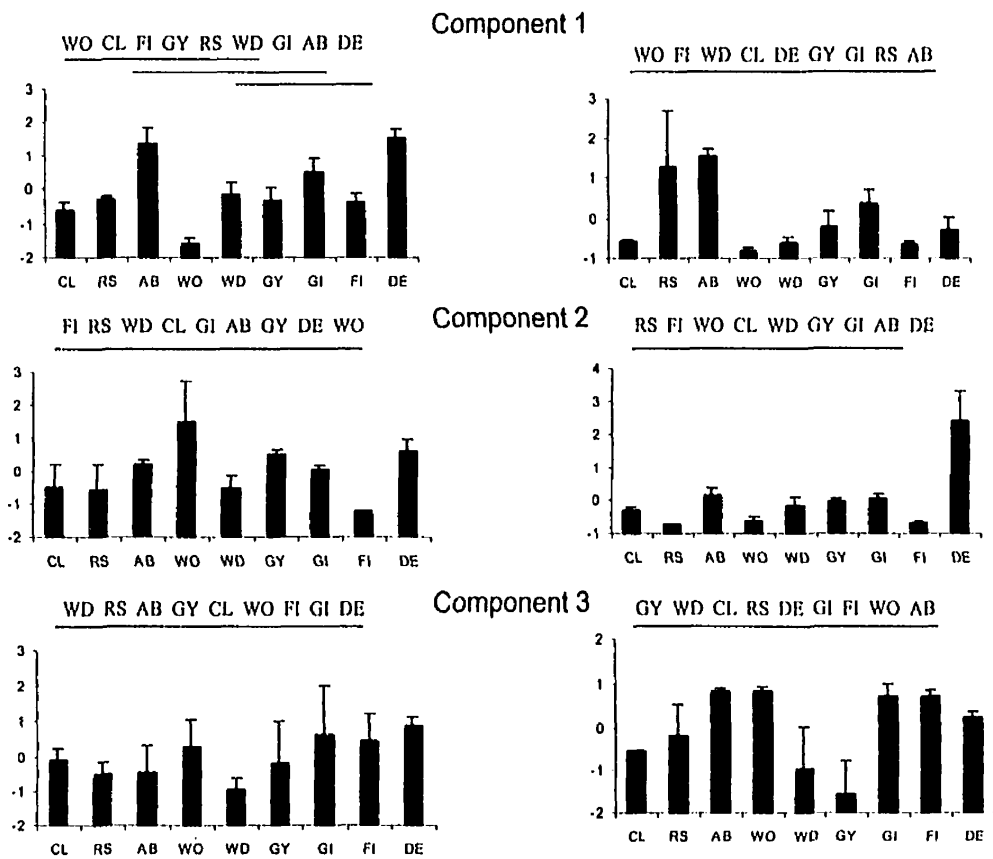 Component 1
WO CL FI GY RS WD GI AB DE
3
2
1
0
-1
-2
CL RS AB WO WD GY GI FI DE
WO FI WD CL DE GY GI RS AB
3
2
1
0
-1
CL RS AB WO WD GY GI FI DE
Component 2
FI RS WD CL GI AB GY DE WO
3
2
1
0
-1
-2
CL RS AB WO WD GY GI FI DE
RS FI WO CL WD GY GI AB DE
4
3
2
1
0
-1
CL RS AB WO WD GY GI FI DE
Component 3
WD RS AB GY CL WO FI GI DE
3
2
1
0
-1
-2
CL RS AB WO WD GY GI FI DE
GY WD CL RS DE GI FI WO AB
2
1
0
-1
-2
CL RS AB WO WD GY GI FI DE